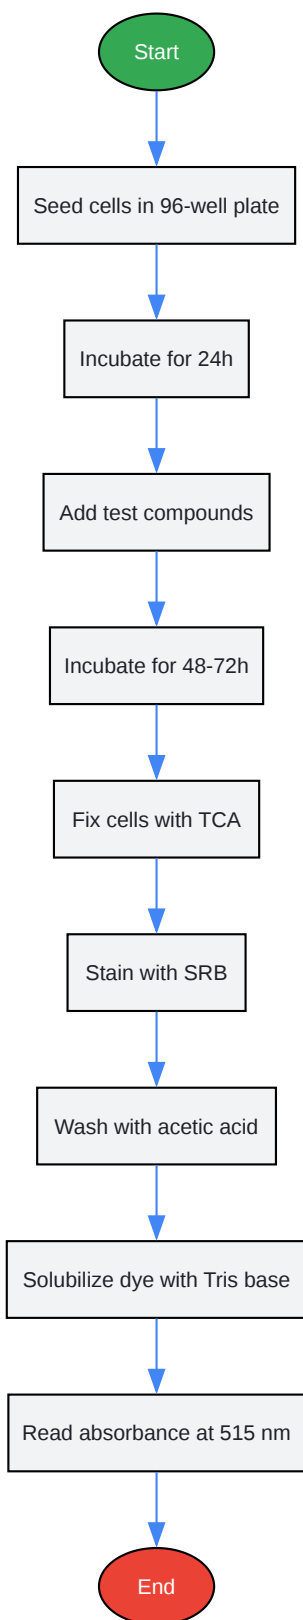 Start
Seed cells in 96-well plate
Incubate for 24h
Add test compounds
Incubate for 48-72h
Fix cells with TCA
Stain with SRB
Wash with acetic acid
Solubilize dye with Tris base
Read absorbance at 515 nm
End